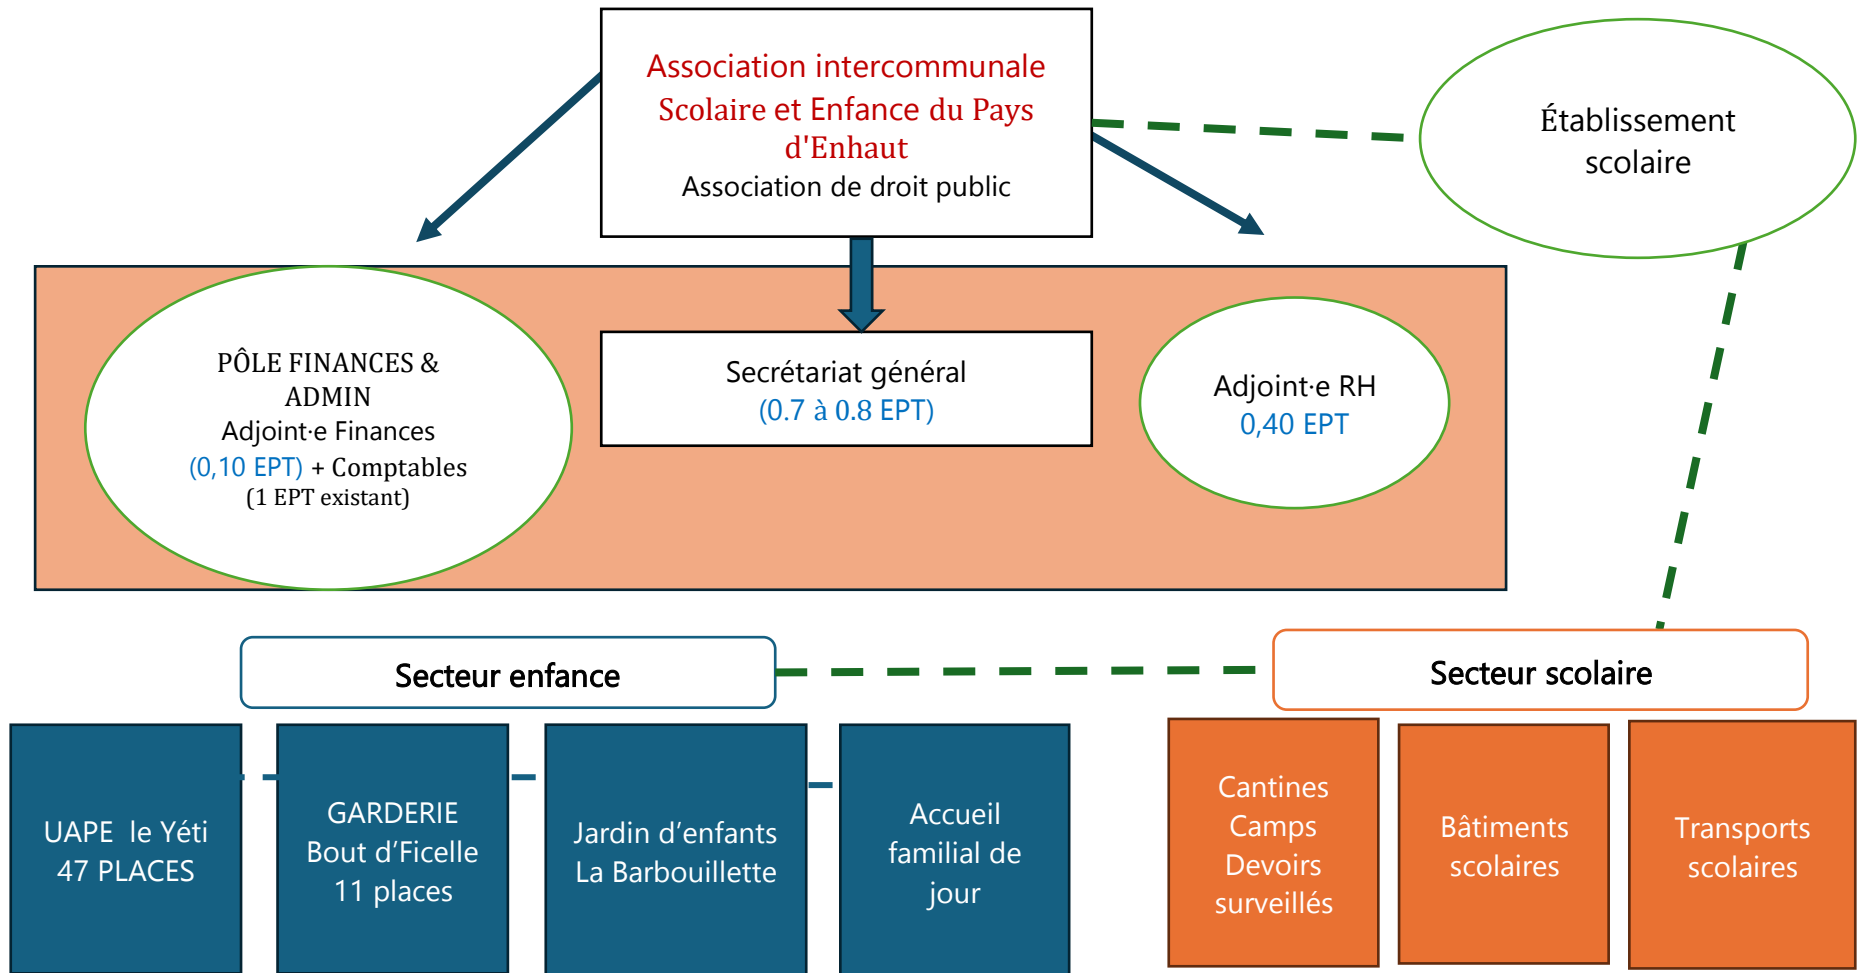 Association intercommunale
Scolaire et Enfance du Pays
d'Enhaut
Association de droit public
Établissement
scolaire
PÔLE FINANCES &
ADMIN
Adjoint·e Finances
(0,10 EPT) + Comptables
(1 EPT existant)
Secrétariat général
(0.7 à 0.8 EPT)
Adjoint·e RH
0,40 EPT
Secteur enfance
Secteur scolaire
UAPE le Yéti
47 PLACES
GARDERIE
Bout d’Ficelle
11 places
Jardin d’enfants
La Barbouillette
Accueil
familial de
jour
Cantines
Camps
Devoirs
surveillés
Bâtiments
scolaires
Transports
scolaires